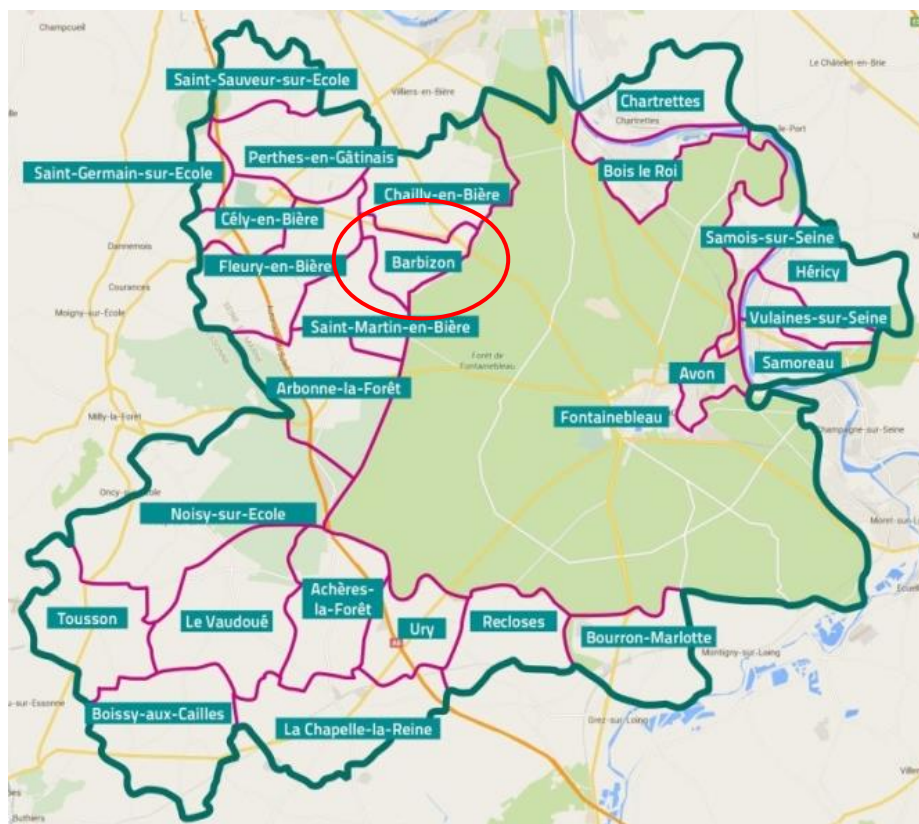 Champcueil
Le Châtelet-en-Brie
Saint-Sauveur-sur-Ecole
Villiers-en-Bière
Chartrettes
Chartrettes
Perthes-en-Gâtinais
Saint-Germain-sur-Ecole
Bois le Roi
Chailly-en-Bière
Cély-en-Bière
Samois-sur-Seine
Dannemois
Fleury-en-Bière
Barbizon
Héricy
Courances
Moigny-sur-École
Vulaines-sur-Seine
Saint-Martin-en-Bière
Forêt de
Fontainebleau
Samoreau
Avon
Arbonne-la-Forêt
Milly-la-Forêt
Fontainebleau
Champagne-sur-Seine
Noisy-sur-Ecole
Achères-
la-Forêt
Tousson
Le Vaudoué
Ury
Recloses
Bourron-Marlotte
Montigny-sur-Loing
Boissy-aux-Cailles
La Chapelle-la-Reine
Grez-sur-Loing
Buthiers